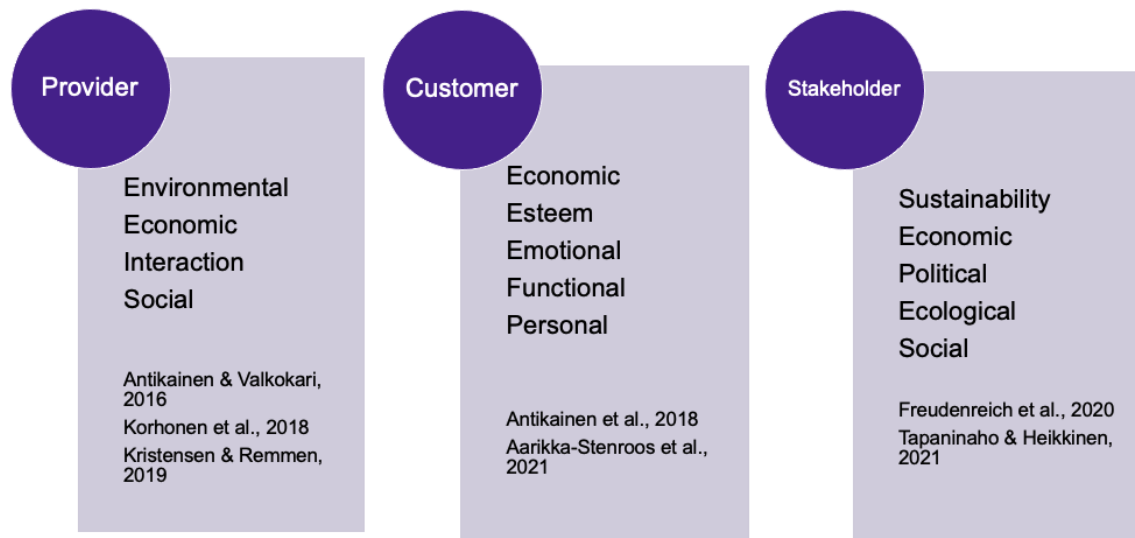 Provider
Environmental
Economic
Interaction
Social
Antikainen & Valkokari,
2016
Korhonen et al., 2018
Kristensen & Remmen,
2019
Customer
Economic
Esteem
Emotional
Functional
Personal
Antikainen et al., 2018
Aarikka-Stenroos et al.,
2021
Stakeholder
Sustainability
Economic
Political
Ecological
Social
Freudenreich et al., 2020
Tapaninaho & Heikkinen,
2021